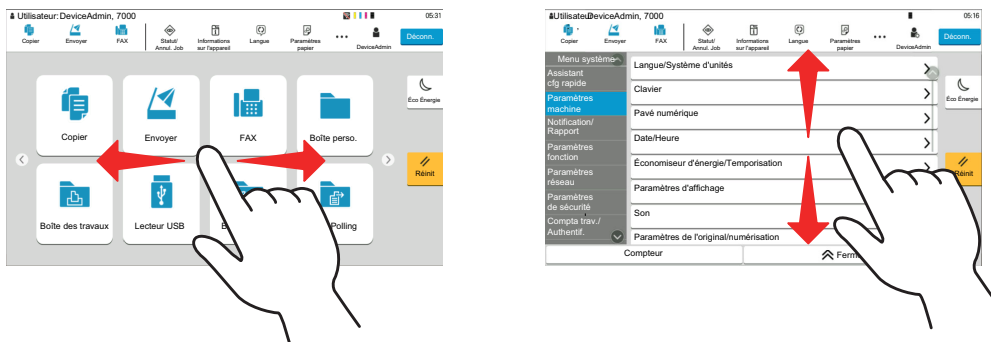 Utilisateur:DeviceAdmin, 7000
05:31
Copier
Envoyer
FAX
Statut/
Annul. Job
Informations
sur l'appareil
Langue
Paramètres
papier
DeviceAdmin
Déconn.
Copier
Envoyer
FAX
Boîte perso.
Éco Énergie
Réinit
Boîte des travaux
Lecteur USB
Polling
UtilisateuDeviceAdmin, 7000
05:16
Copier
Envoyer
FAX
Statut/
Annul. Job
Informations
sur l'appareil
Langue
Paramètres
papier
DeviceAdmin
Déconn.
Menu système
Assistant
cfg rapide
Paramètres
machine
Notification/
Rapport
Paramètres
fonction
Paramètres
réseau
Paramètres
de sécurité
Compta trav./
Authentif.
Langue/Système d'unités
Clavier
Pavé numérique
Date/Heure
Économiseur d'énergie/Temporisation
Paramètres d'affichage
Son
Paramètres de l'original/numérisation
Éco Énergie
Réinit
Compteur
Ferm